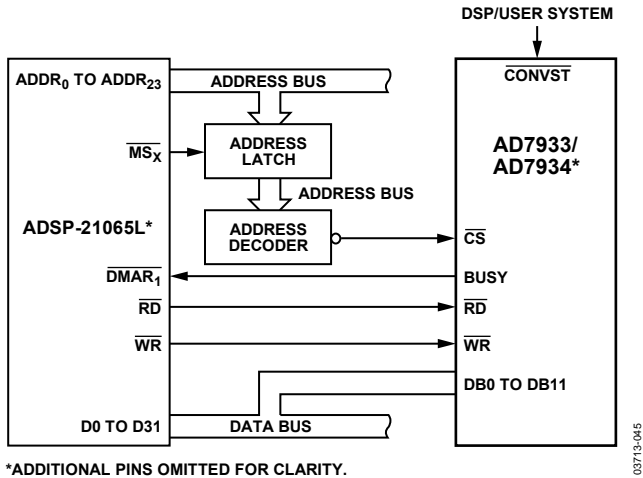 DSP/USER SYSTEM
ADDR0 TO ADDR23
ADDRESS BUS
CONVST
MSX
ADDRESS
LATCH
AD7933/
AD7934*
ADDRESS BUS
ADSP-21065L*
ADDRESS
DECODER
CS
DMAR1
BUSY
RD
RD
WR
WR
DB0 TO DB11
D0 TO D31
DATA BUS
*ADDITIONAL PINS OMITTED FOR CLARITY.
03713-045